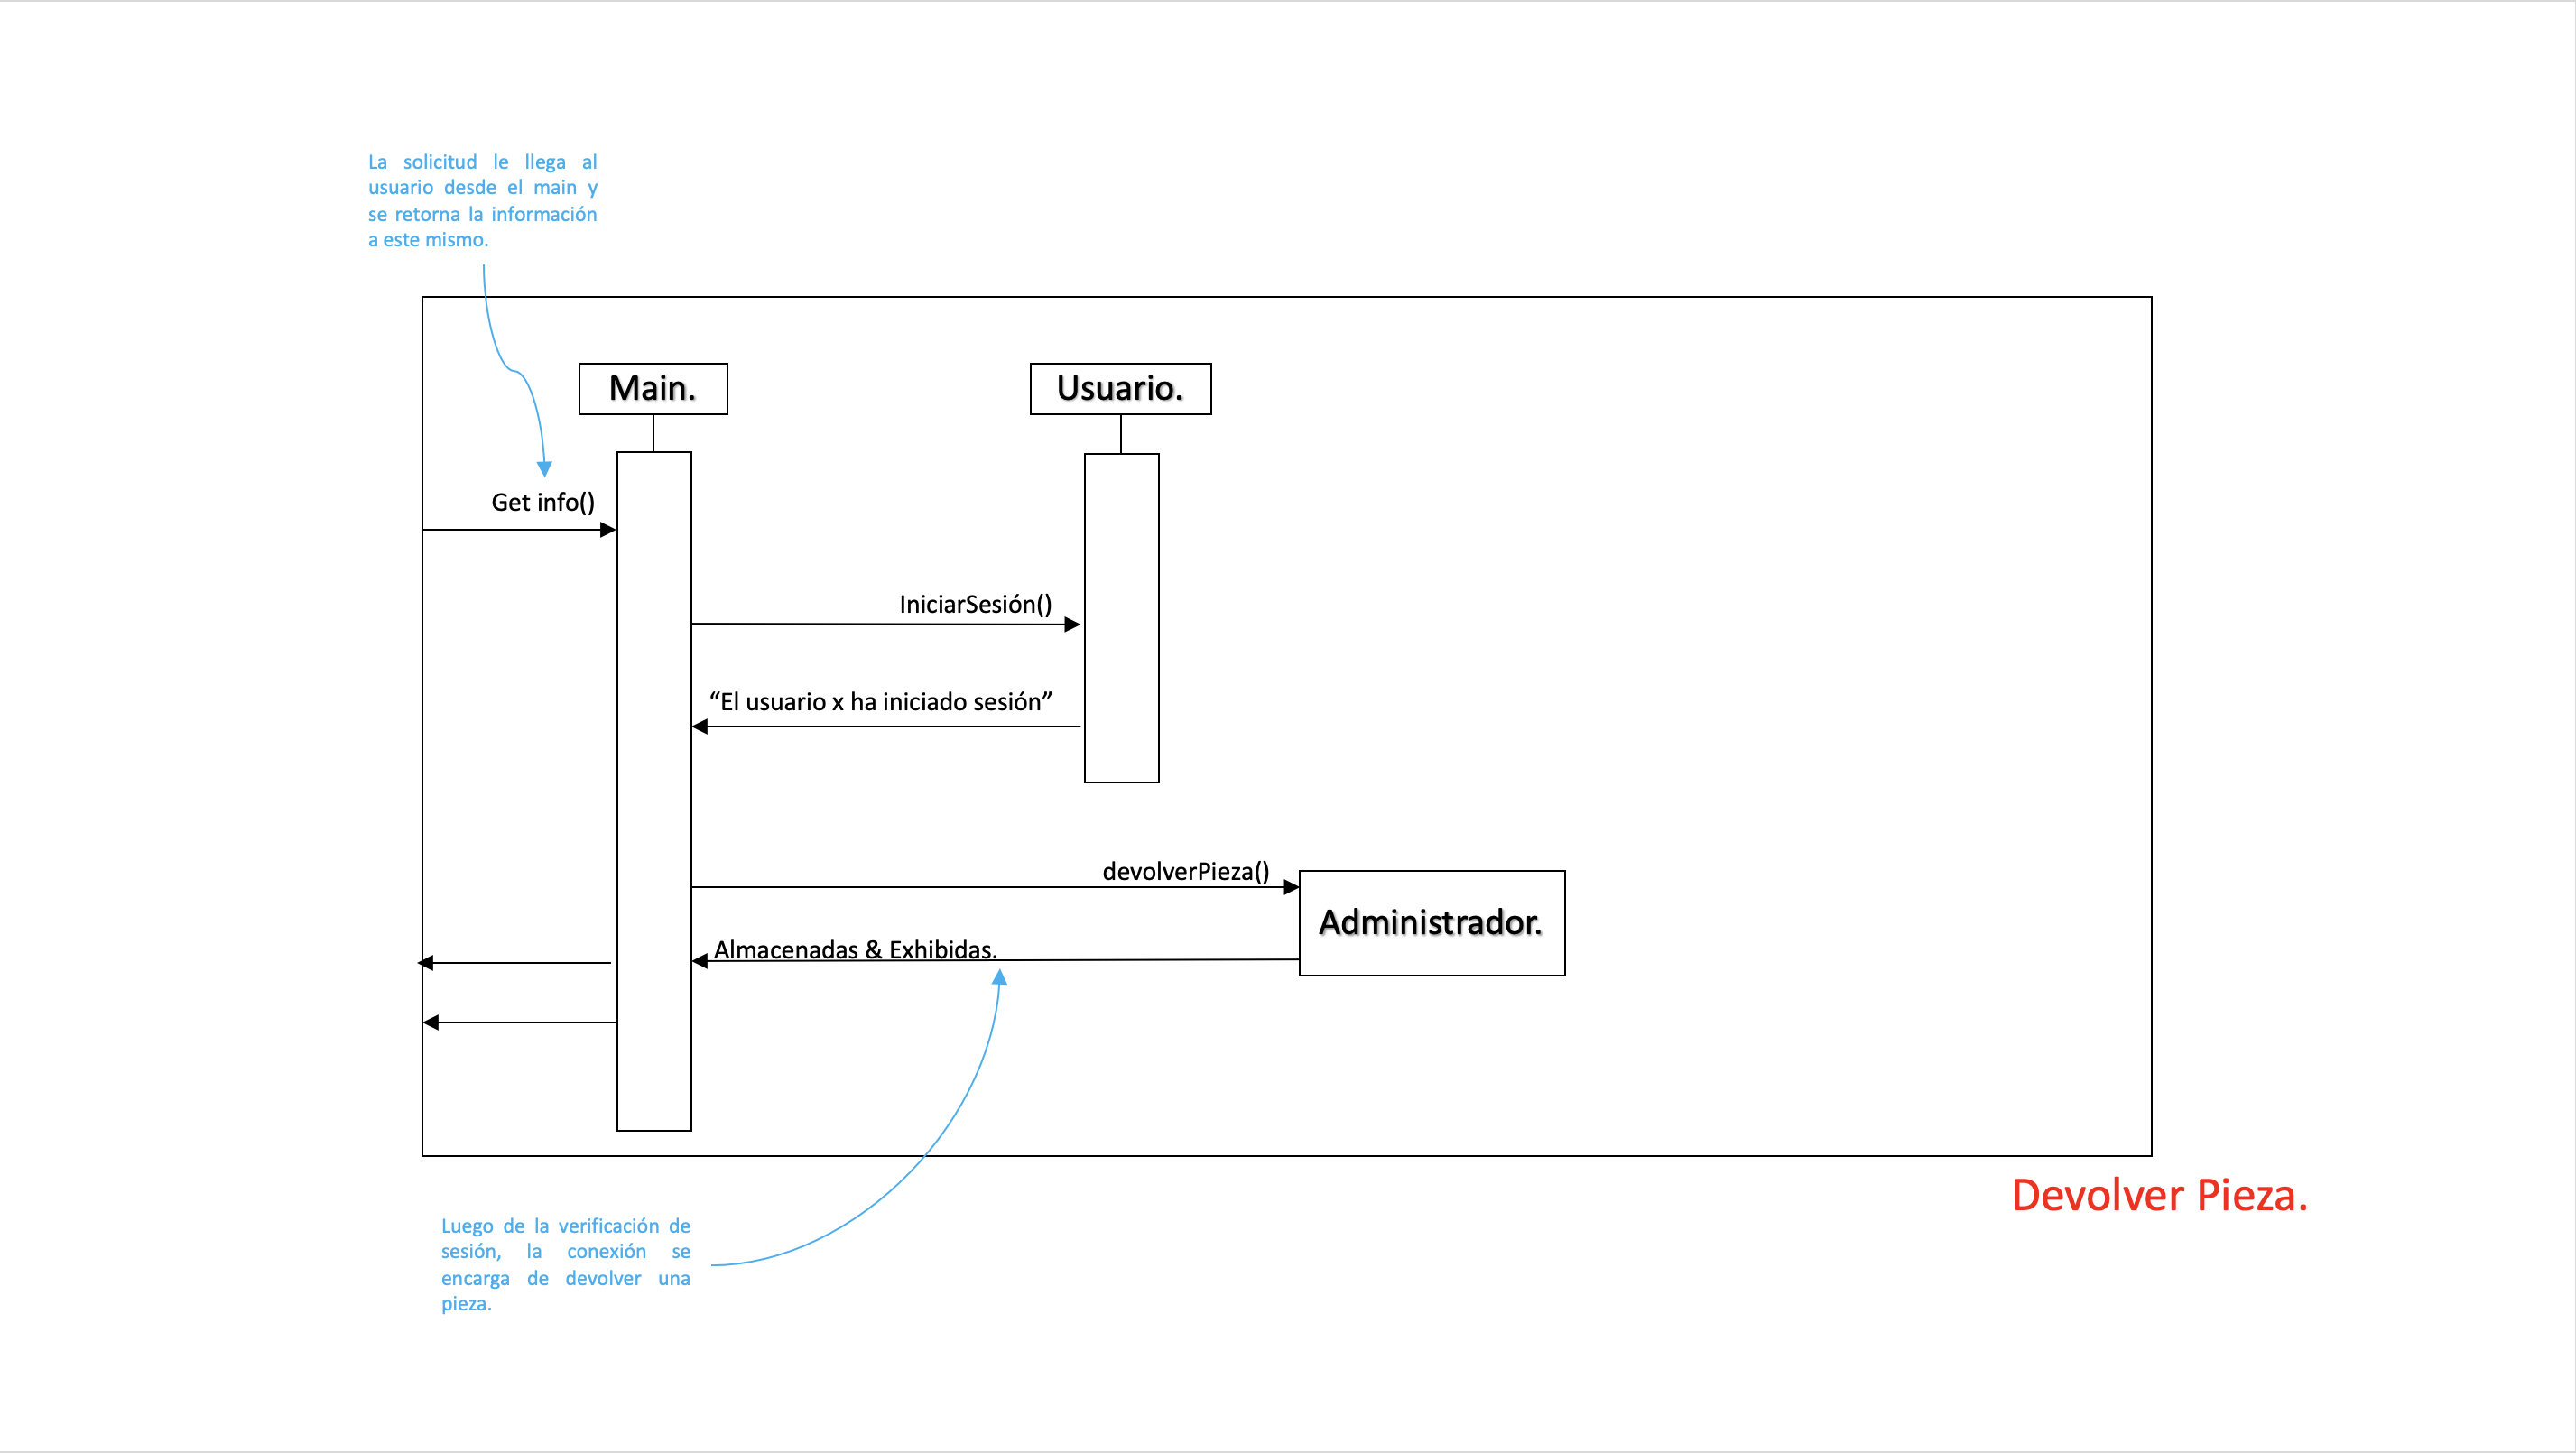 La solicitud le llega al
usuario desde el main y
se retorna la información
a este mismo.
Main.
Usuario.
Get info()
IniciarSesión()
“El usuario x ha iniciado sesión”
devolverPieza()
Administrador.
Almacenadas & Exhibidas.
Devolver Pieza.
Luego de la verificación de
sesión, la conexión se
encarga de devolver una
pieza.